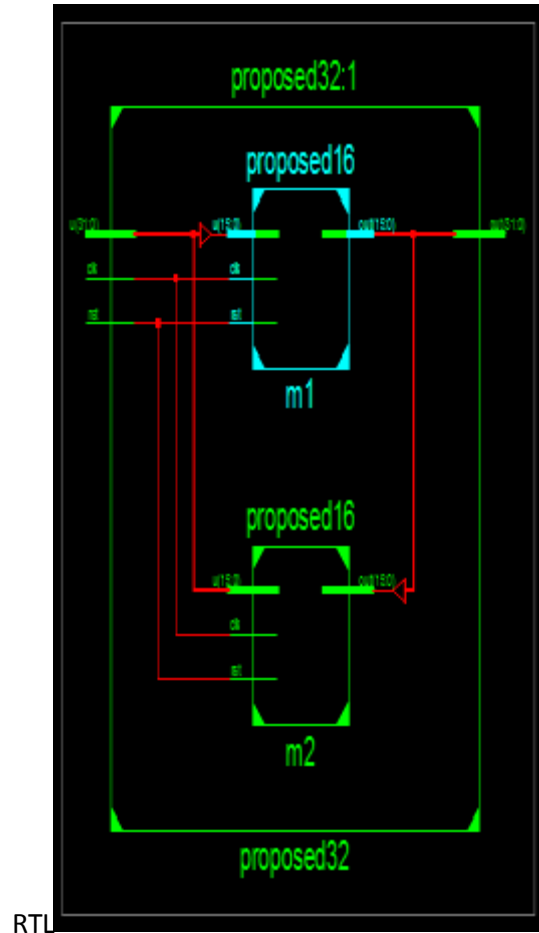 proposed32:1
proposed16
u(31:0) u(15:0) out(15:0) out(31:0)
clk clk
rst rst
m1
proposed16
u(15:0) out(15:0)
clk
rst
m2
proposed32
RTL